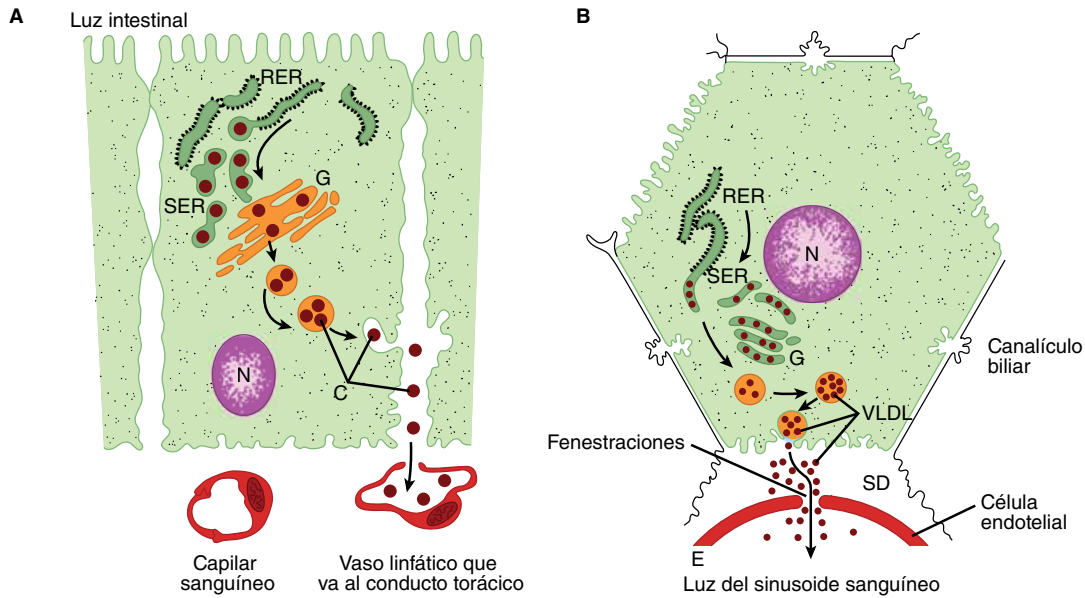 A
Luz intestinal
RER
G
SER
N
C
Capilar
sanguíneo
Vaso linfático que
va al conducto torácico
B
RER
N
SER
G
Canalículo
biliar
VLDL
Fenestraciones
SD
Célula
endotelial
E
Luz del sinusoide sanguíneo